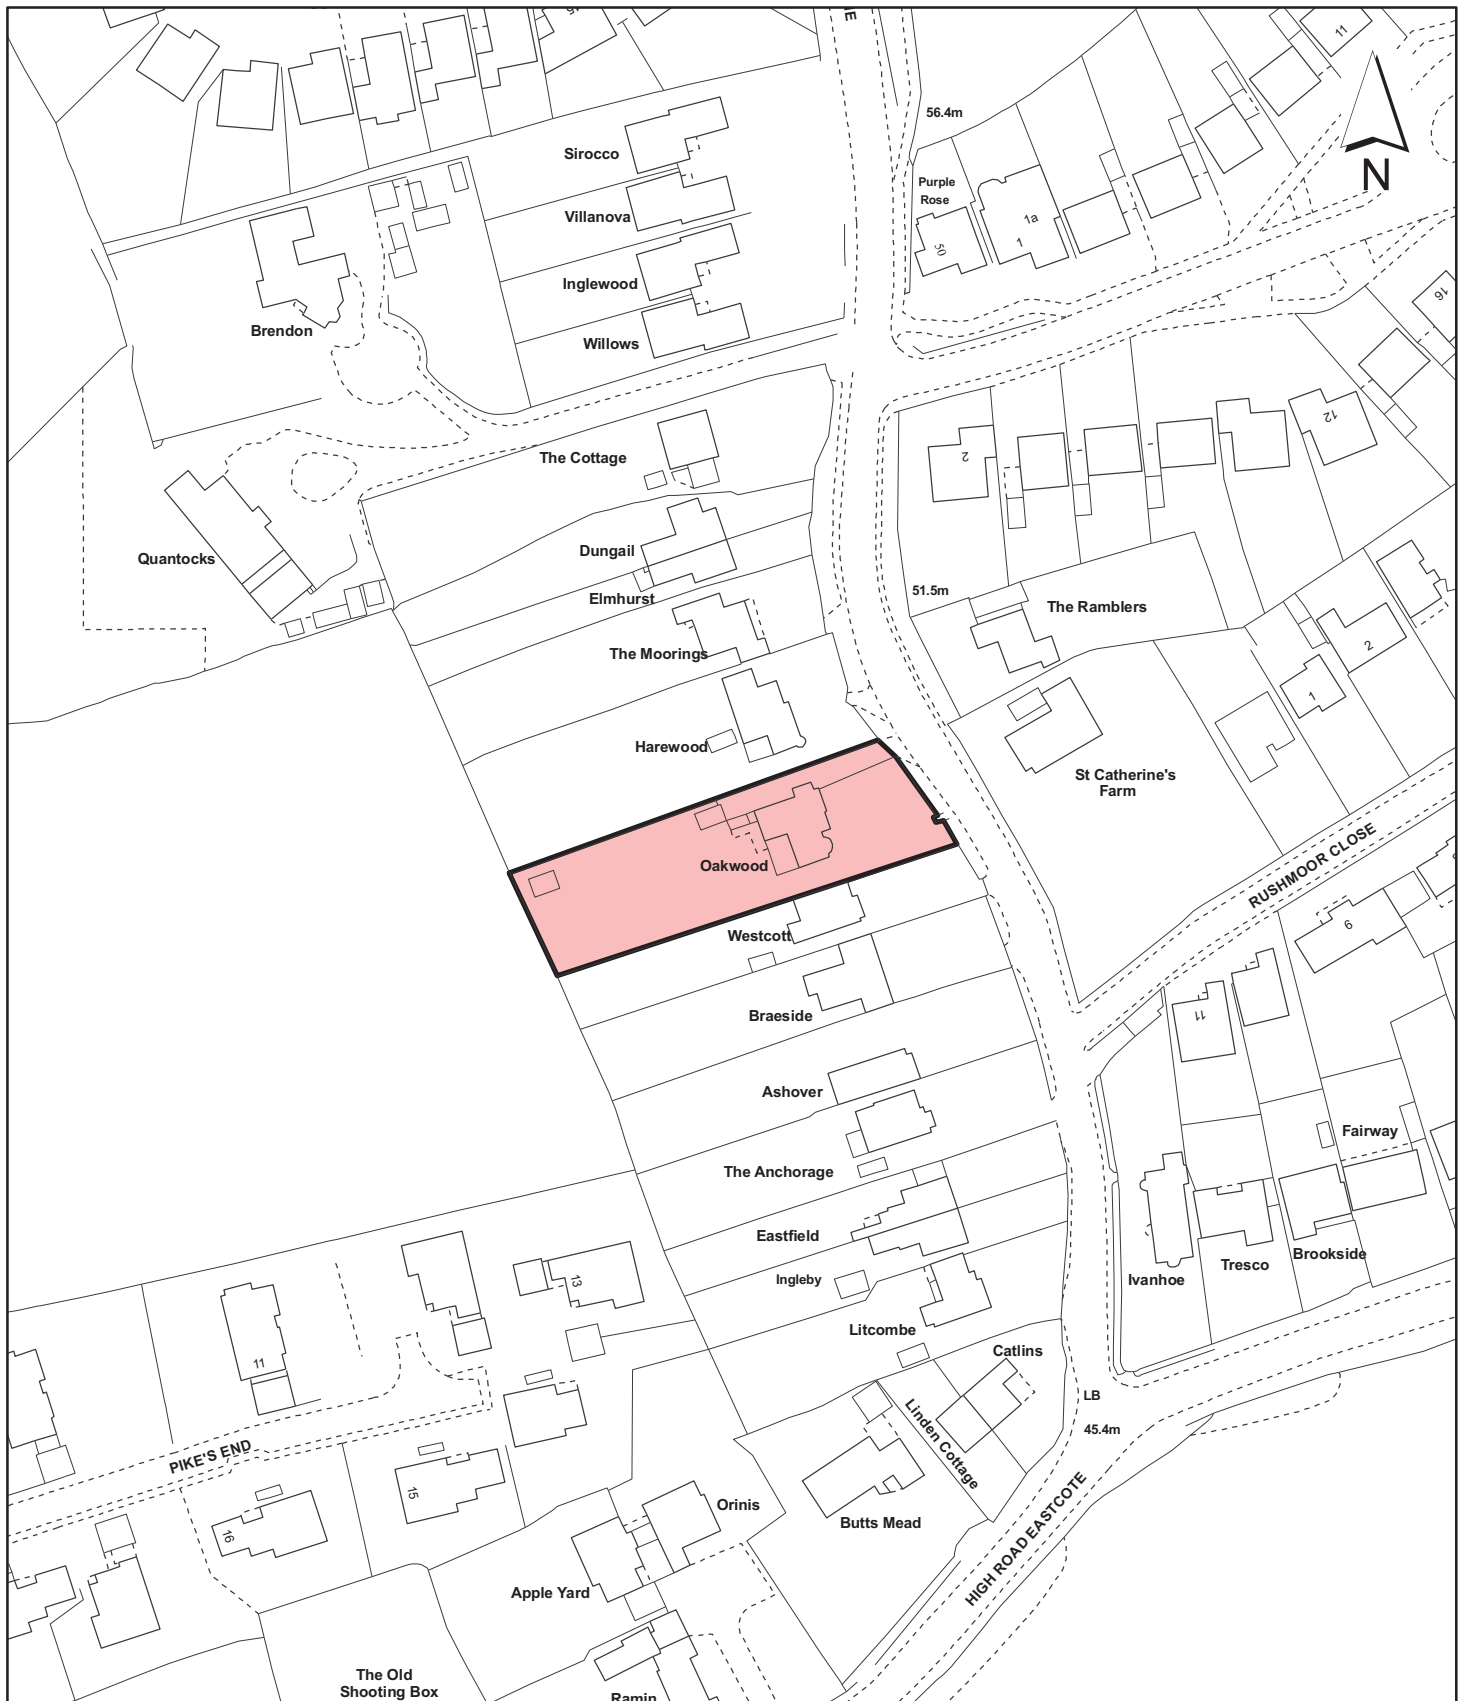 11
56.4m
N
Sirocco
Purple
Rose
Villanova
1a
1
50
Inglewood
16
Brendon
Willows
12
2
The Cottage
Dungail
Quantocks
51.5m
Elmhurst
The Ramblers
The Moorings
2
1
Harewood
St Catherine's
Farm
Oakwood
RUSHMOOR CLOSE
Westcott
9
Braeside
11
Ashover
Fairway
The Anchorage
Eastfield
Brookside
Tresco
Ingleby
Ivanhoe
13
Litcombe
Catlins
11
LB
45.4m
Linden Cottage
PIKE'S END
15
Orinis
16
Butts Mead
HIGH ROAD EASTCOTE
Apple Yard
The Old
Shooting Box
Ramin